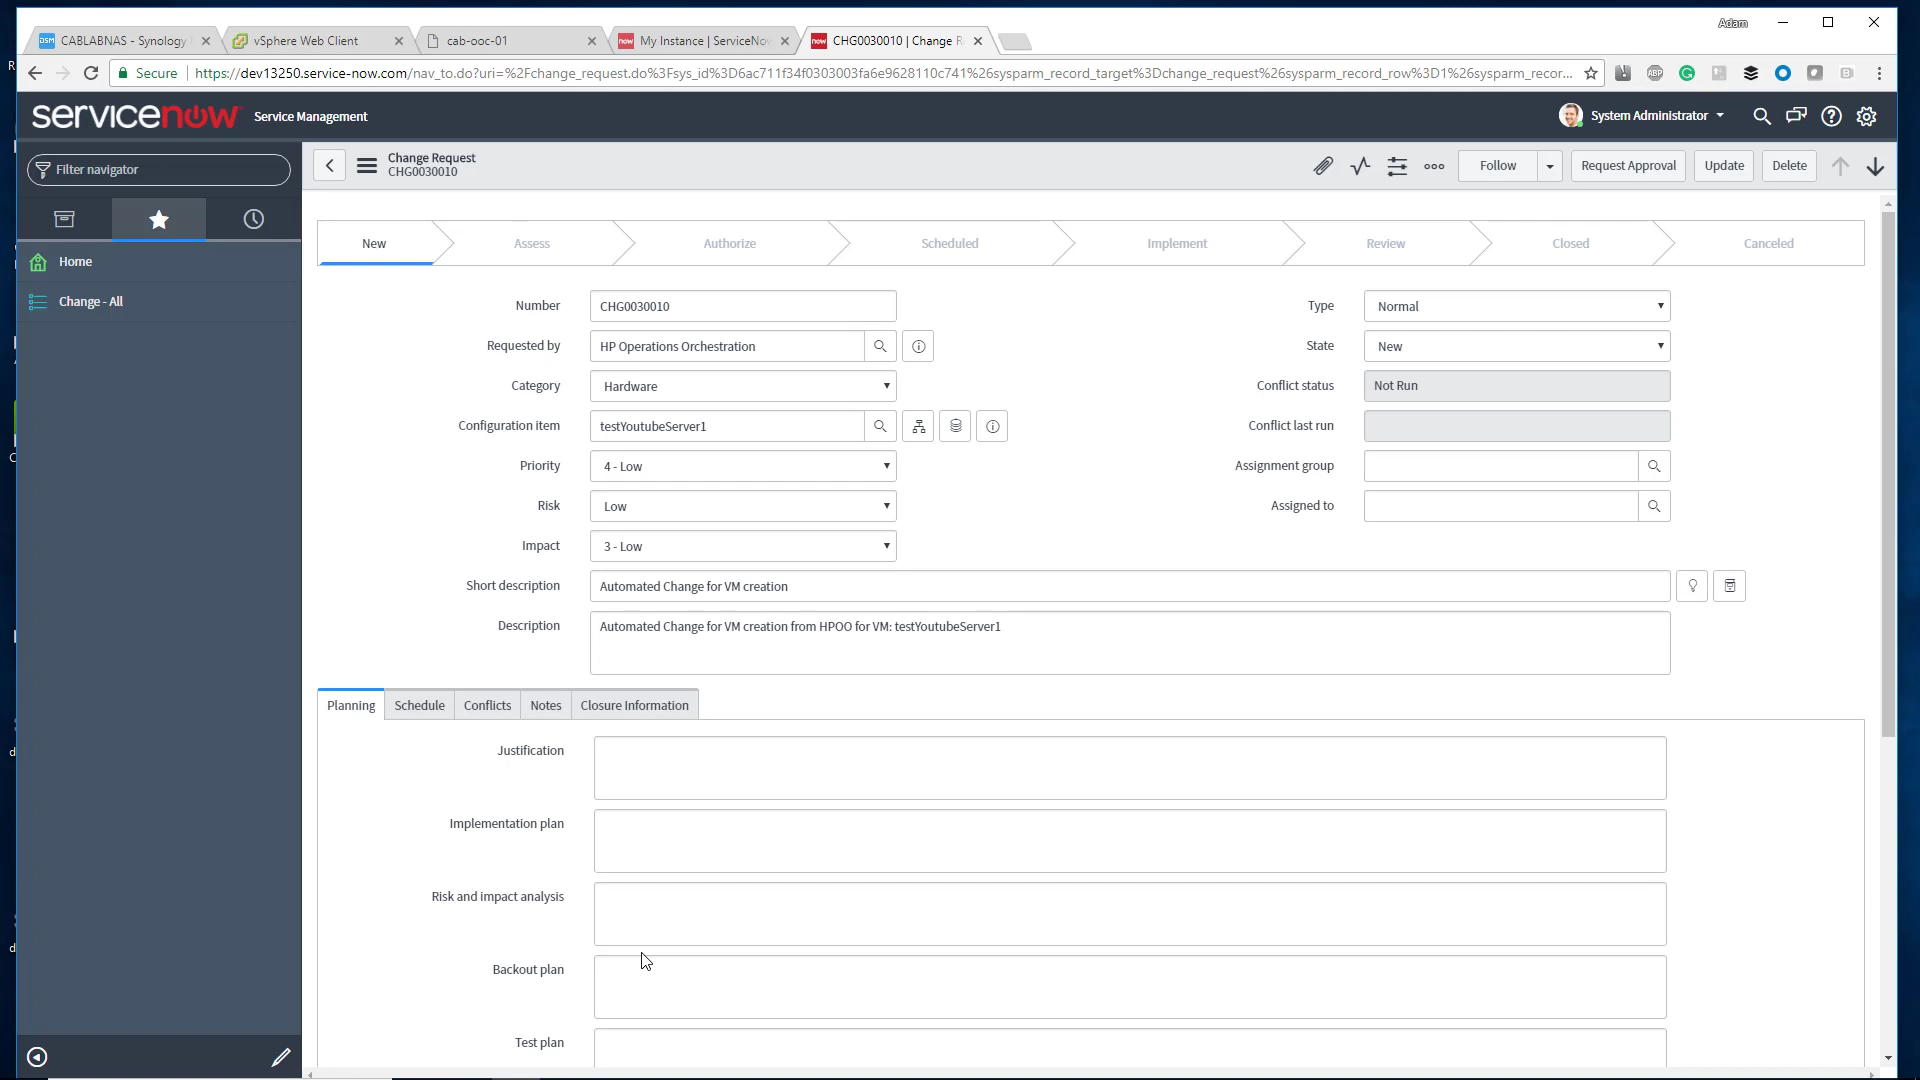 Adam
CABLABNAS - Synology
vSphere Web Client
cab-ooc-01
My Instance | ServiceNo
CHG0030010 | Change R
Secure
https://dev13250.service-now.com/nav_to.do?uri=%2Fchange_request.do%3Fsys_id%3D6ac711f34f0303003fa6e9628110c741%26sysparm_record_target%3Dchange_request%26sysparm_record_row%3D1%26sysparm_recor...
servicenow Service Management
System Administrator
Filter navigator
Change Request
CHG0030010
Follow
Request Approval
Update
Delete
Home
Change - All
New
Assess
Authorize
Scheduled
Implement
Review
Closed
Canceled
Number CHG0030010
Type Normal
Requested by HP Operations Orchestration
State New
Category Hardware
Conflict status Not Run
Configuration item testYoutubeServer1
Conflict last run
Priority 4 - Low
Assignment group
Risk Low
Assigned to
Impact 3 - Low
Short description Automated Change for VM creation
Description Automated Change for VM creation from HPOO for VM: testYoutubeServer1
Planning
Schedule
Conflicts
Notes
Closure Information
Justification
Implementation plan
Risk and impact analysis
Backout plan
Test plan